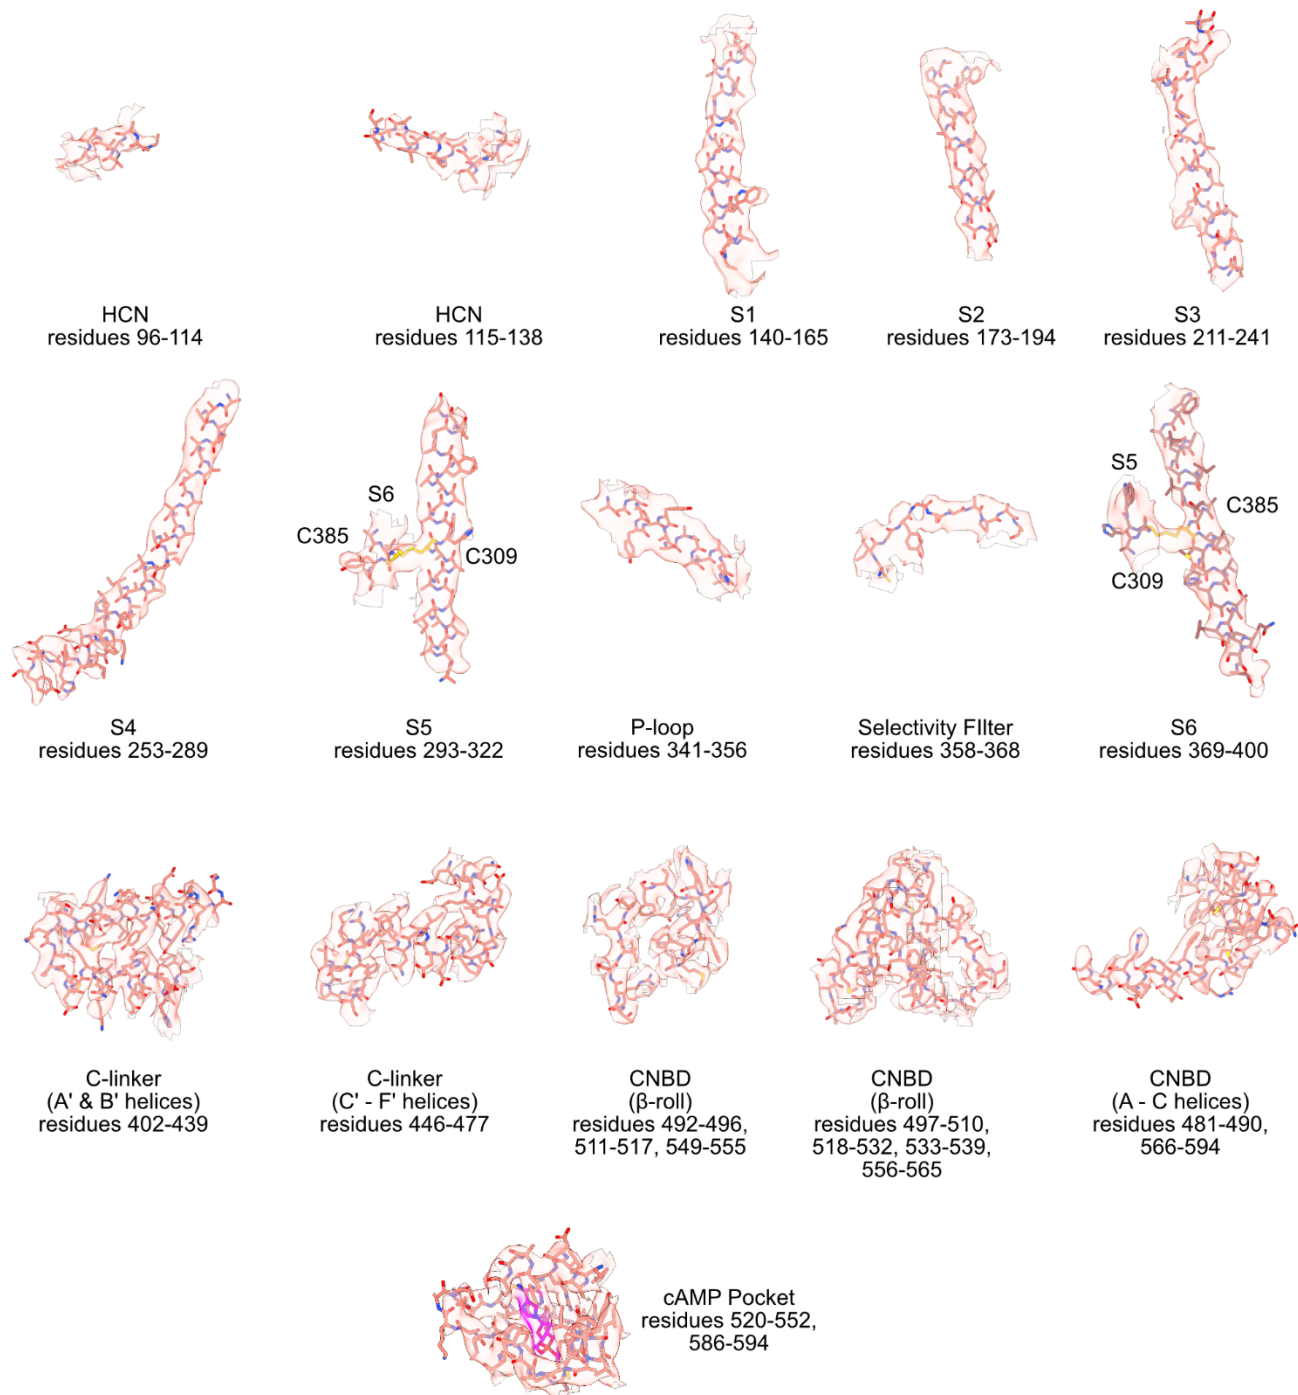 HCN
residues 96-114
HCN
residues 115-138
S1
residues 140-165
S2
residues 173-194
S3
residues 211-241
S4
residues 253-289
S6
C385
C309
S5
residues 293-322
P-loop
residues 341-356
Selectivity FIlter
residues 358-368
S5
C385
C309
S6
residues 369-400
C-linker
(A' & B' helices)
residues 402-439
C-linker
(C' - F' helices)
residues 446-477
CNBD
(β-roll)
residues 492-496,
511-517, 549-555
CNBD
(β-roll)
residues 497-510,
518-532, 533-539,
556-565
CNBD
(A - C helices)
residues 481-490,
566-594
cAMP Pocket
residues 520-552,
586-594